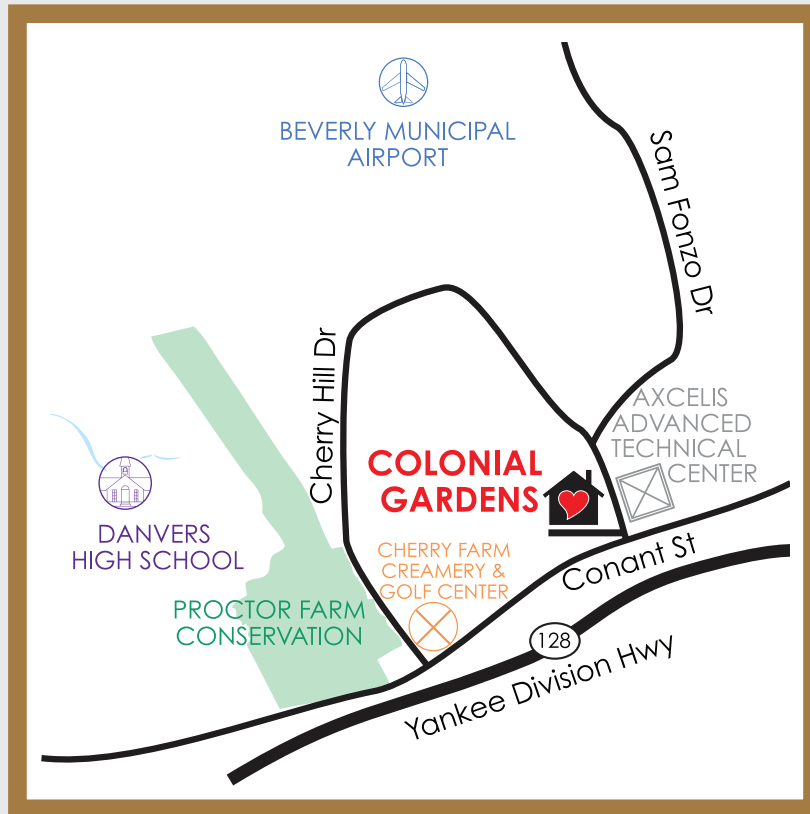 BEVERLY MUNICIPAL
AIRPORT
Sam Fonzo Dr
Cherry Hill Dr
AXCELIS
ADVANCED
TECHNICAL
CENTER
COLONIAL
GARDENS
DANVERS
HIGH SCHOOL
CHERRY FARM
CREAMERY &
GOLF CENTER
Conant St
PROCTOR FARM
CONSERVATION
128
Yankee Division Hwy